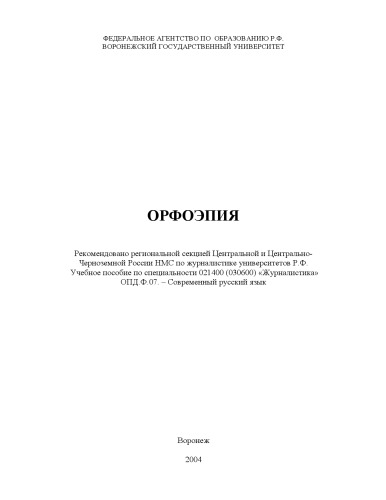 ФЕДЕРАЛЬНОЕ АГЕНТСТВО ПО ОБРАЗОВАНИЮ Р.Ф.
ВОРОНЕЖСКИЙ ГОСУДАРСТВЕННЫЙ УНИВЕРСИТЕТ
ОРФОЭПИЯ
Рекомендовано региональной секцией Центральной и Центрально-
Черноземной России НМС по журналистике университетов Р.Ф.
Учебное пособие по специальности 021400 (030600) «Журналистика»
ОПД.Ф.07. – Современный русский язык
Воронеж
2004